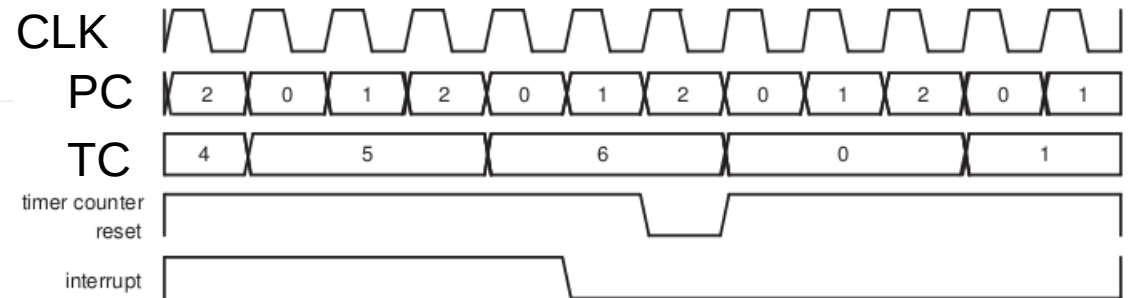 CLK
PC 2 0 1 2 0 1 2 0 1 2 0 1
TC 4 5 6 0 1
timer counter
reset
interrupt